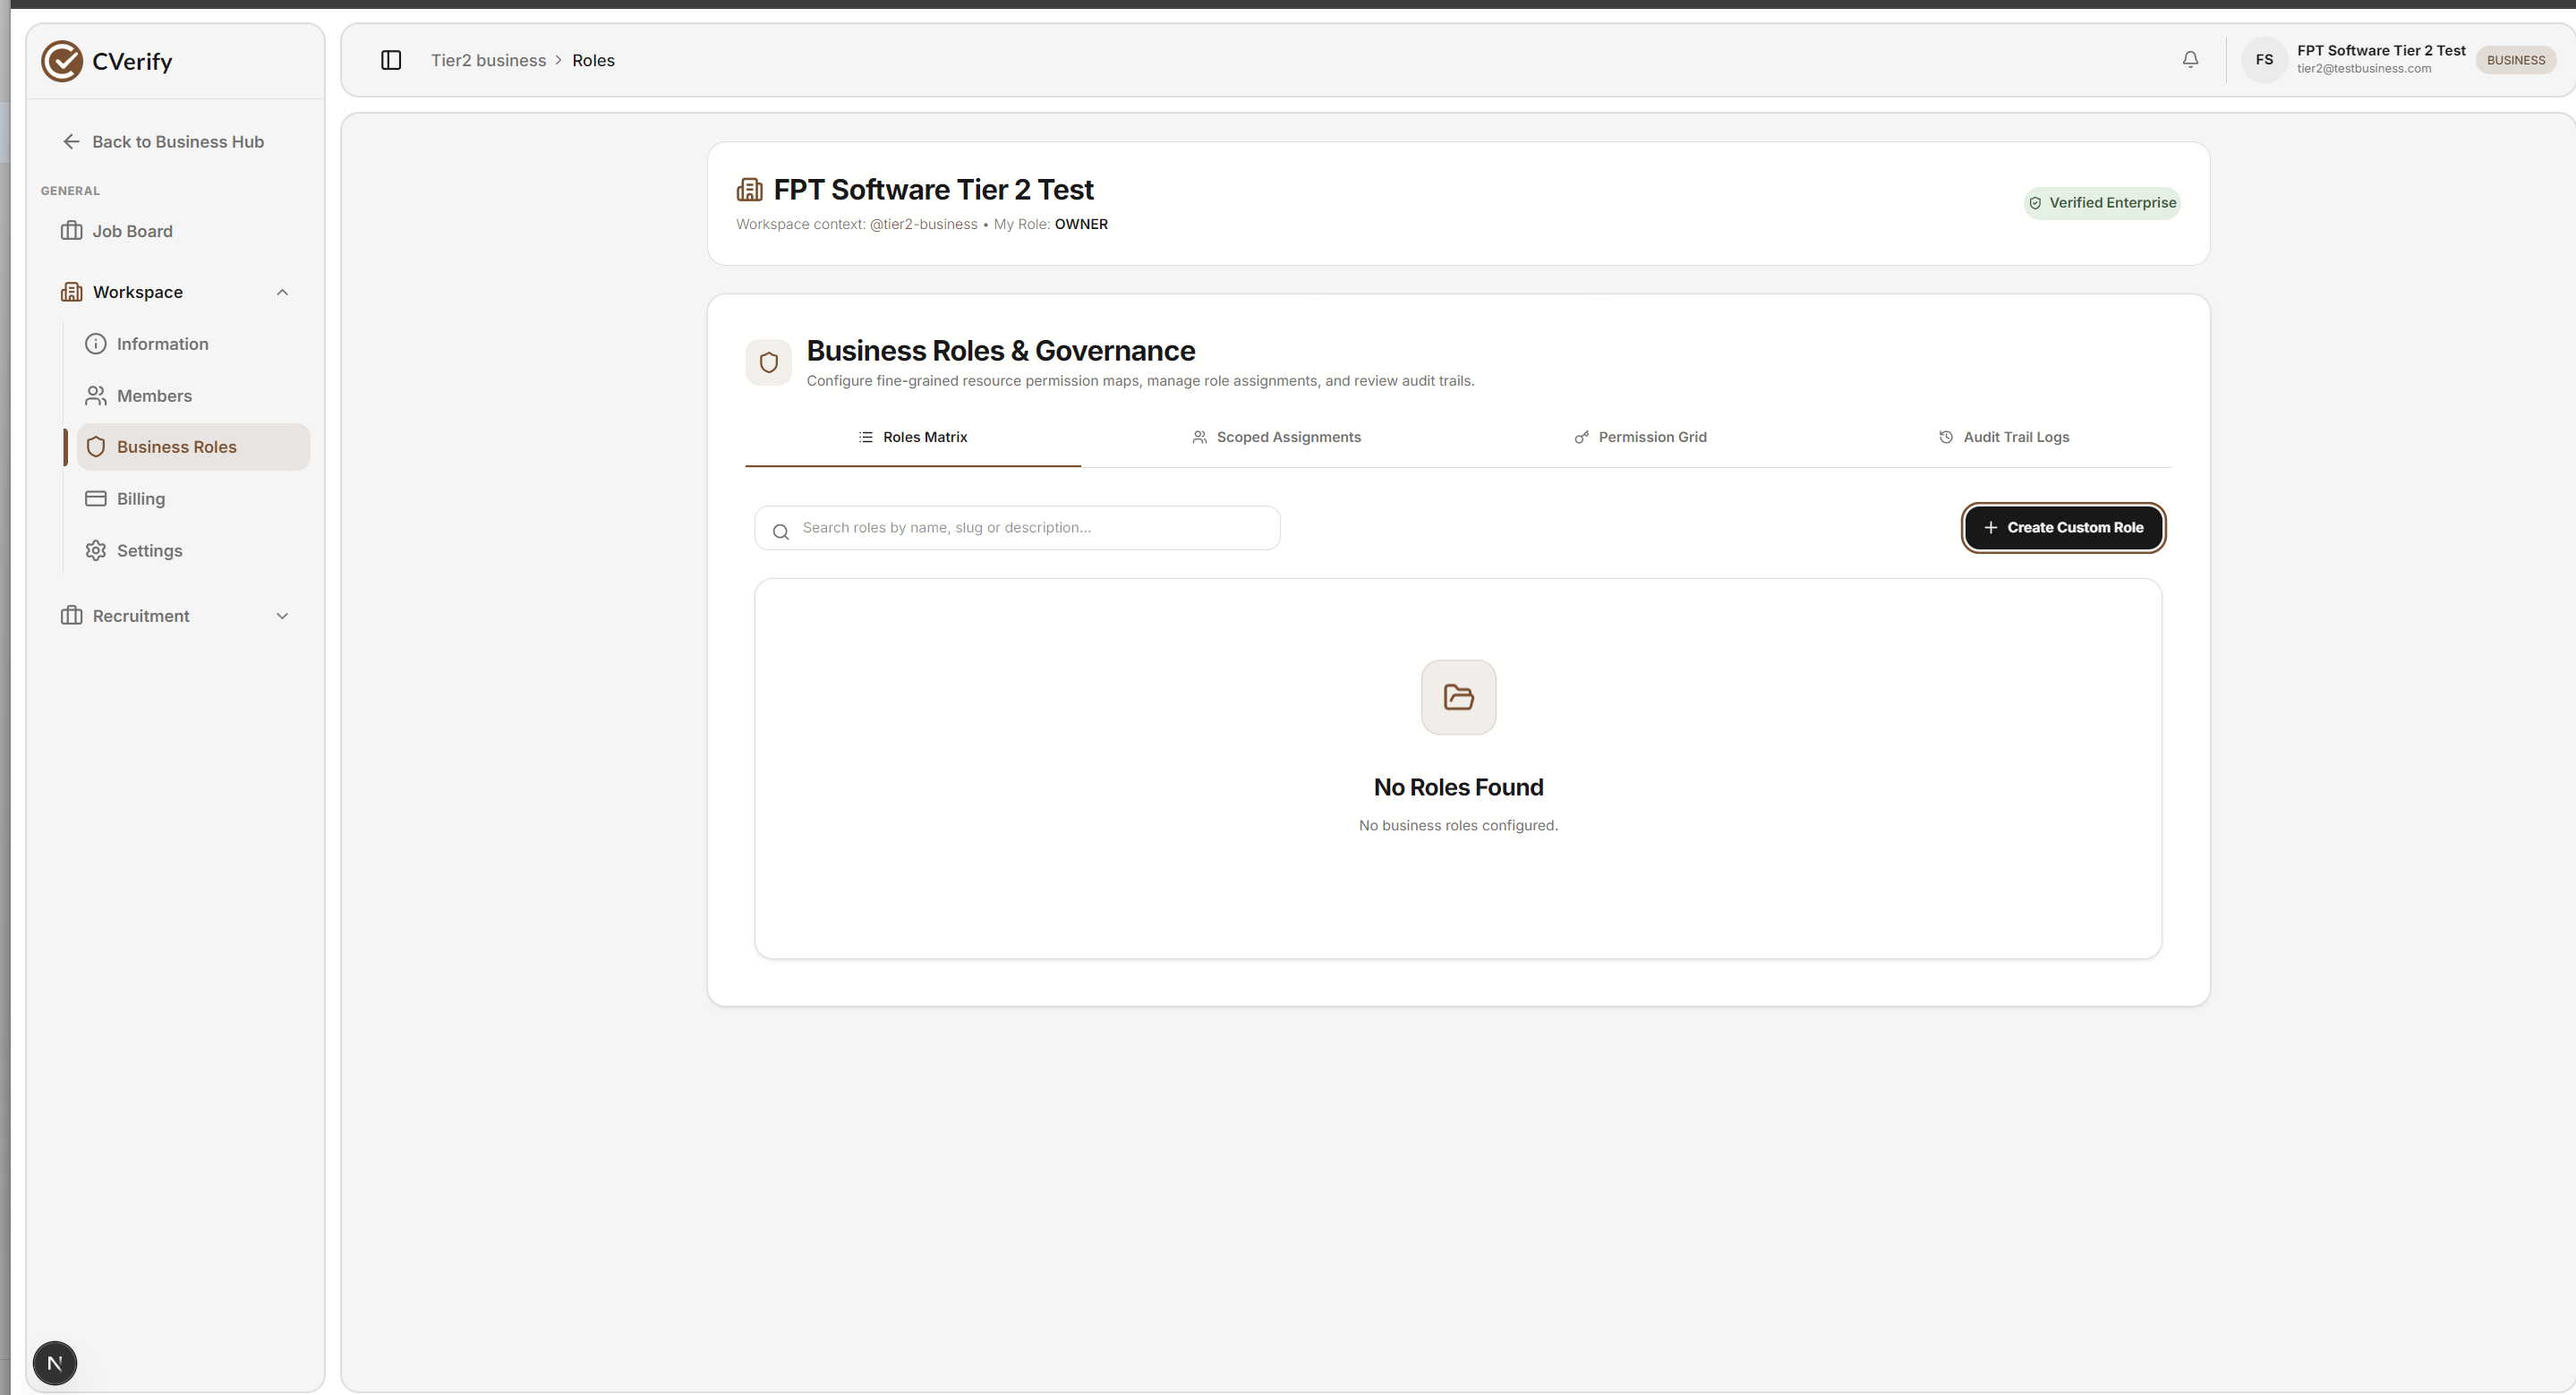 CVerify
Tier2 business > Roles
FS
FPT Software Tier 2 Test
tier2@testbusiness.com
BUSINESS
Back to Business Hub
GENERAL
Job Board
Workspace
Information
Members
Business Roles
Billing
Settings
Recruitment
N
FPT Software Tier 2 Test
Workspace context: @tier2-business • My Role: OWNER
Verified Enterprise
Business Roles & Governance
Configure fine-grained resource permission maps, manage role assignments, and review audit trails.
Roles Matrix
Scoped Assignments
Permission Grid
Audit Trail Logs
Search roles by name, slug or description...
Create Custom Role
No Roles Found
No business roles configured.